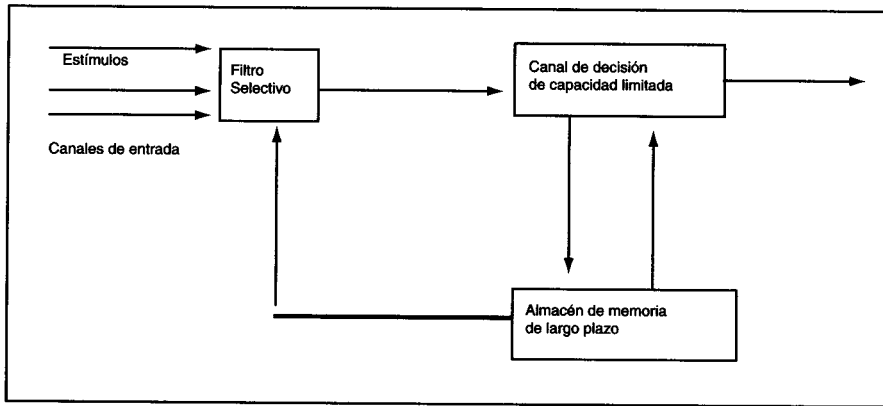 Estímulos
Filtro
Selectivo
Canal de decisión
de capacidad limitada
Canales de entrada
Almacén de memoria
de largo plazo